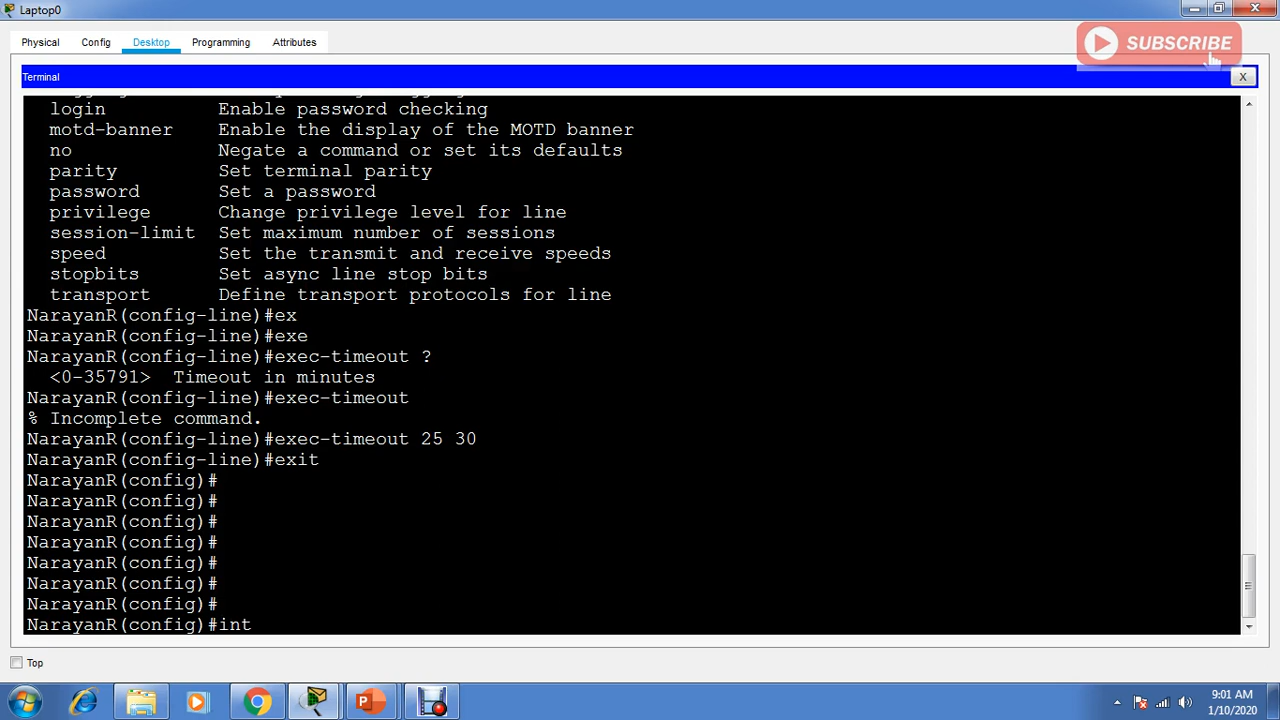 Laptop0
Physical Config Desktop Programming Attributes
SUBSCRIBE
Terminal
X
login Enable password checking
motd-banner Enable the display of the MOTD banner
no Negate a command or set its defaults
parity Set terminal parity
password Set a password
privilege Change privilege level for line
session-limit Set maximum number of sessions
speed Set the transmit and receive speeds
stopbits Set async line stop bits
transport Define transport protocols for line
NarayanR(config-line)#ex
NarayanR(config-line)#exe
NarayanR(config-line)#exec-timeout ?
<0-35791> Timeout in minutes
NarayanR(config-line)#exec-timeout
% Incomplete command.
NarayanR(config-line)#exec-timeout 25 30
NarayanR(config-line)#exit
NarayanR(config)#
NarayanR(config)#
NarayanR(config)#
NarayanR(config)#
NarayanR(config)#
NarayanR(config)#
NarayanR(config)#
NarayanR(config)#int
Top
9:01 AM
1/10/2020